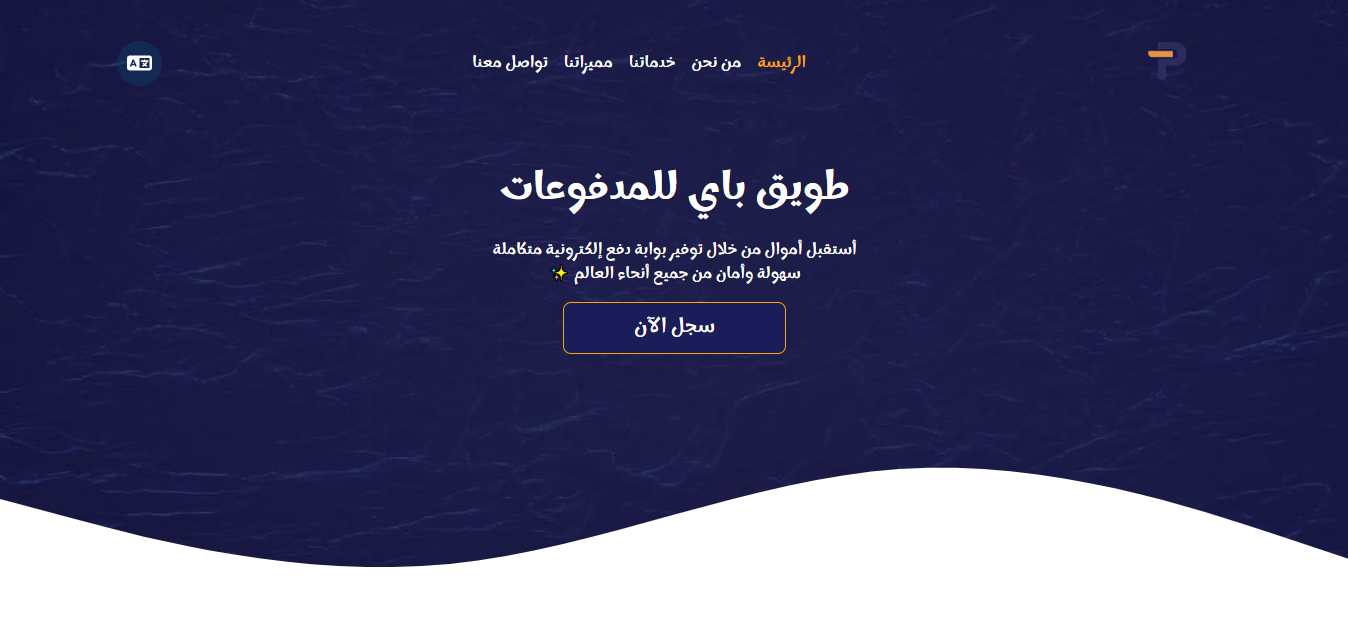 الرئيسة من نحن خدماتنا مميزاتنا تواصل معنا
طويق باي للمدفوعات
أستقبل أموال من خلال توفير بوابة دفع إلكترونية متكاملة
سهولة وأمان من جميع أنحاء العالم ✨
سجل الآن